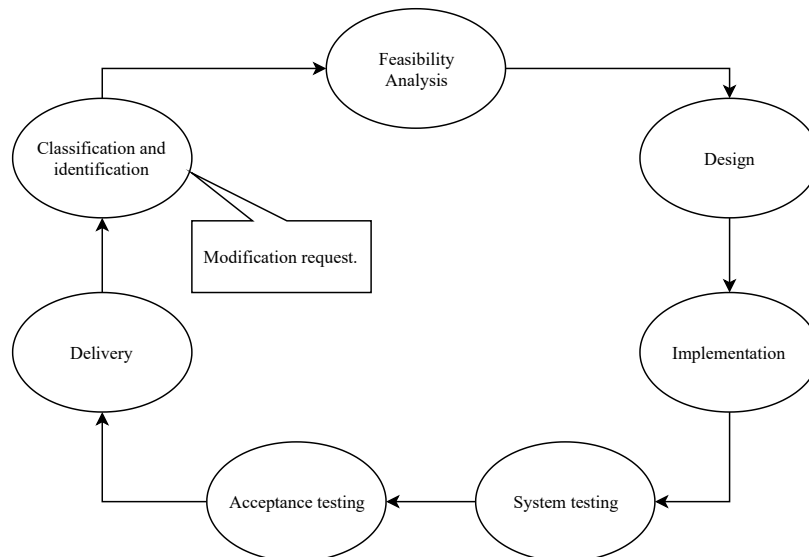 Feasibility
Analysis
Classification and
identification
Design
Modification request.
Delivery
Implementation
Acceptance testing
System testing